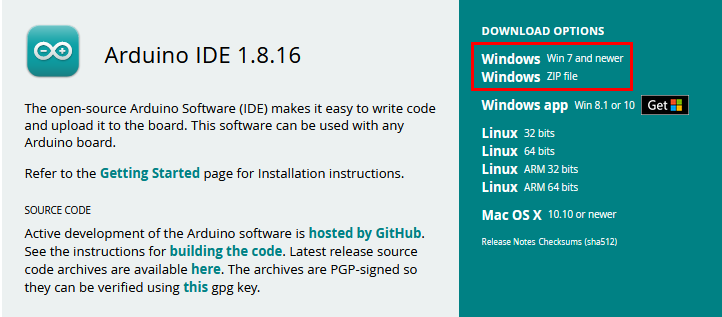 Arduino IDE 1.8.16
The open-source Arduino Software (IDE) makes it easy to write code
and upload it to the board. This software can be used with any
Arduino board.
Refer to the Getting Started page for Installation instructions.
SOURCE CODE
Active development of the Arduino software is hosted by GitHub.
See the instructions for building the code. Latest release source
code archives are available here. The archives are PGP-signed so
they can be verified using this gpg key.
DOWNLOAD OPTIONS
Windows Win 7 and newer
Windows ZIP file
Windows app Win 8.1 or 10 Get
Linux 32 bits
Linux 64 bits
Linux ARM 32 bits
Linux ARM 64 bits
Mac OS X 10.10 or newer
Release Notes Checksums (sha512)